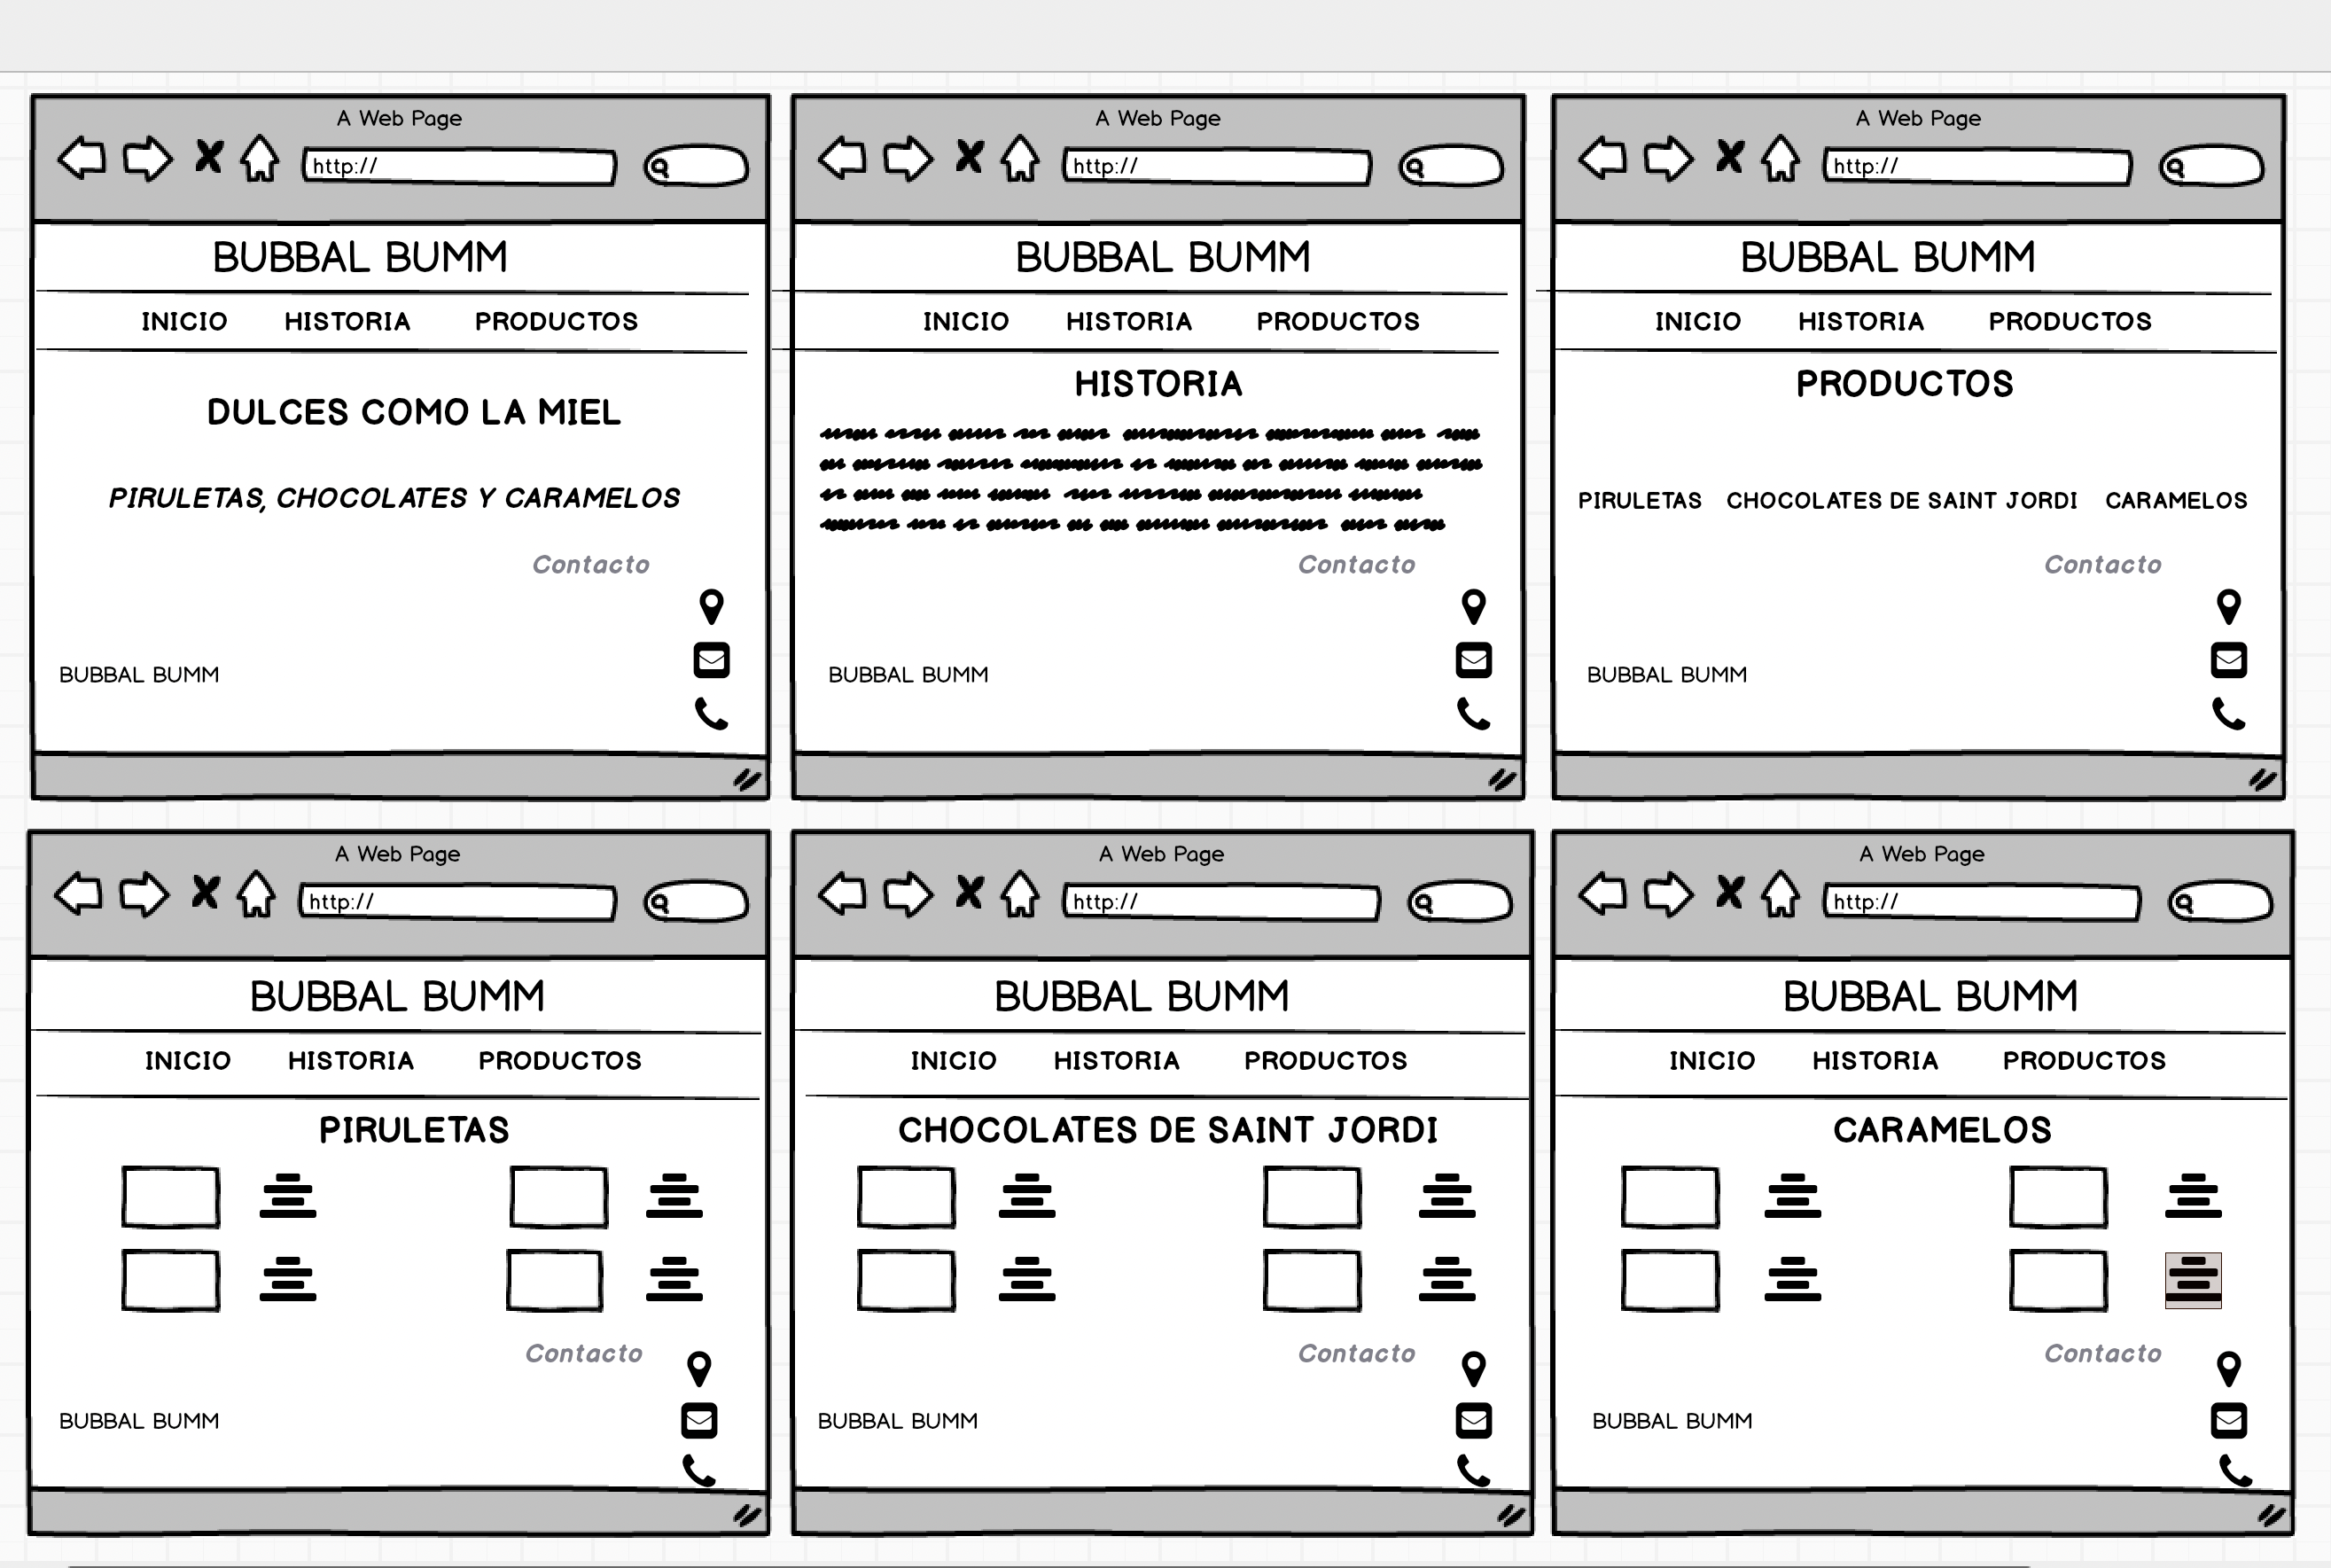 A Web Page
http://
BUBBAL BUMM
INICIO HISTORIA PRODUCTOS
DULCES COMO LA MIEL
PIRULETAS, CHOCOLATES Y CARAMELOS
Contacto
BUBBAL BUMM
A Web Page
http://
BUBBAL BUMM
INICIO HISTORIA PRODUCTOS
HISTORIA
Contacto
BUBBAL BUMM
A Web Page
http://
BUBBAL BUMM
INICIO HISTORIA PRODUCTOS
PRODUCTOS
PIRULETAS CHOCOLATES DE SAINT JORDI CARAMELOS
Contacto
BUBBAL BUMM
A Web Page
http://
BUBBAL BUMM
INICIO HISTORIA PRODUCTOS
PIRULETAS
Contacto
BUBBAL BUMM
A Web Page
http://
BUBBAL BUMM
INICIO HISTORIA PRODUCTOS
CHOCOLATES DE SAINT JORDI
Contacto
BUBBAL BUMM
A Web Page
http://
BUBBAL BUMM
INICIO HISTORIA PRODUCTOS
CARAMELOS
Contacto
BUBBAL BUMM